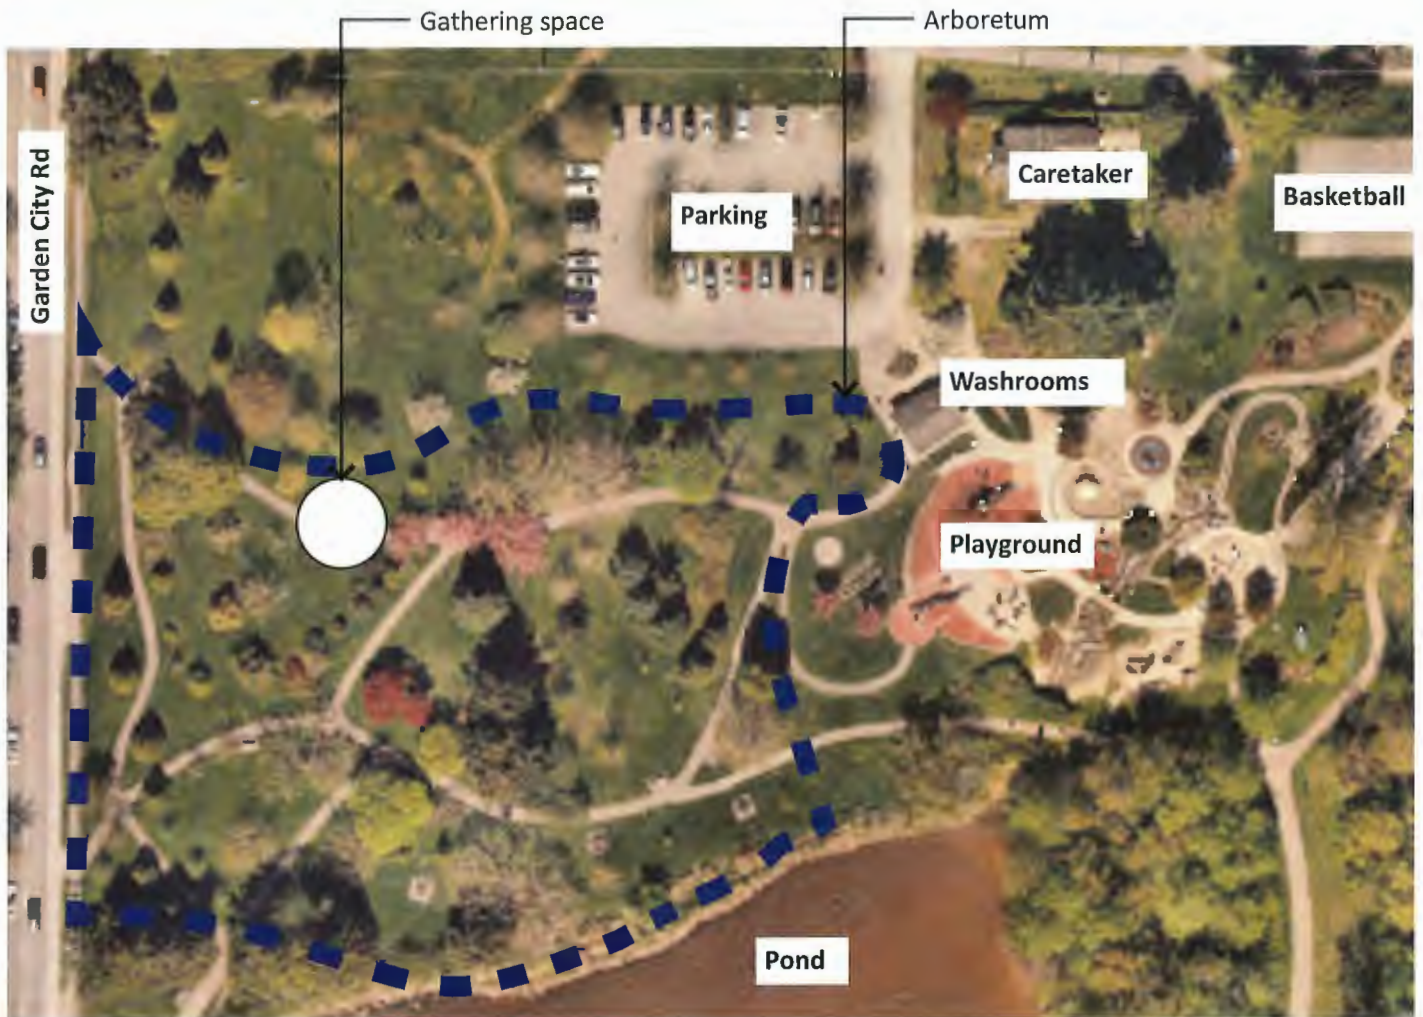 Gathering space
Arboretum
Garden City Rd
Caretaker
Parking
Basketball
Washrooms
Playground
Pond